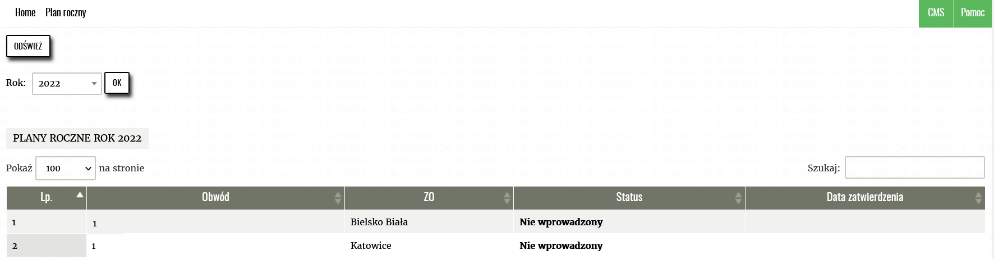 Home Plan roczny CMS Pomoc
ODŚWIEŻ
Rok: 2022 OK
PLANY ROCZNE ROK 2022
Pokaż 100 na stronie Szukaj:
Lp. Obwód ZO Status Data zatwierdzenia
1 1 Bielsko Biała Nie wprowadzony
2 1 Katowice Nie wprowadzony